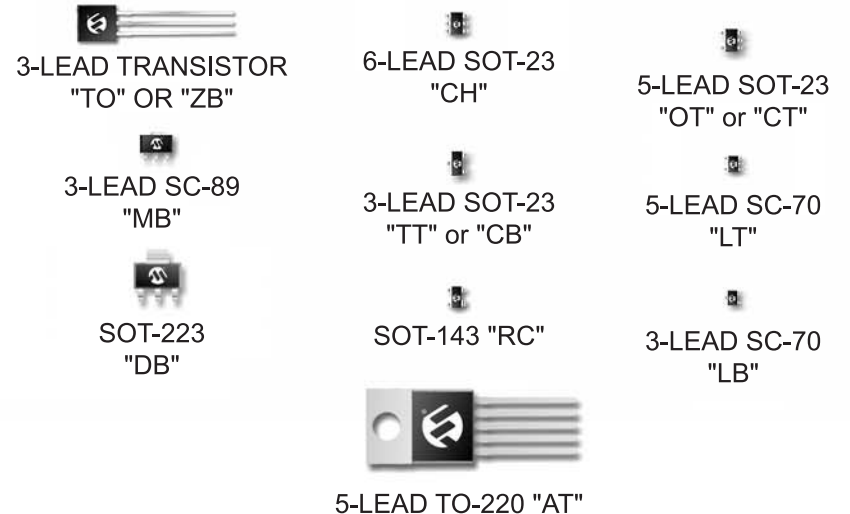 3-LEAD TRANSISTOR
"TO" OR "ZB"
6-LEAD SOT-23
"CH"
5-LEAD SOT-23
"OT" or "CT"
3-LEAD SC-89
"MB"
3-LEAD SOT-23
"TT" or "CB"
5-LEAD SC-70
"LT"
SOT-223
"DB"
SOT-143 "RC"
3-LEAD SC-70
"LB"
5-LEAD TO-220 "AT"